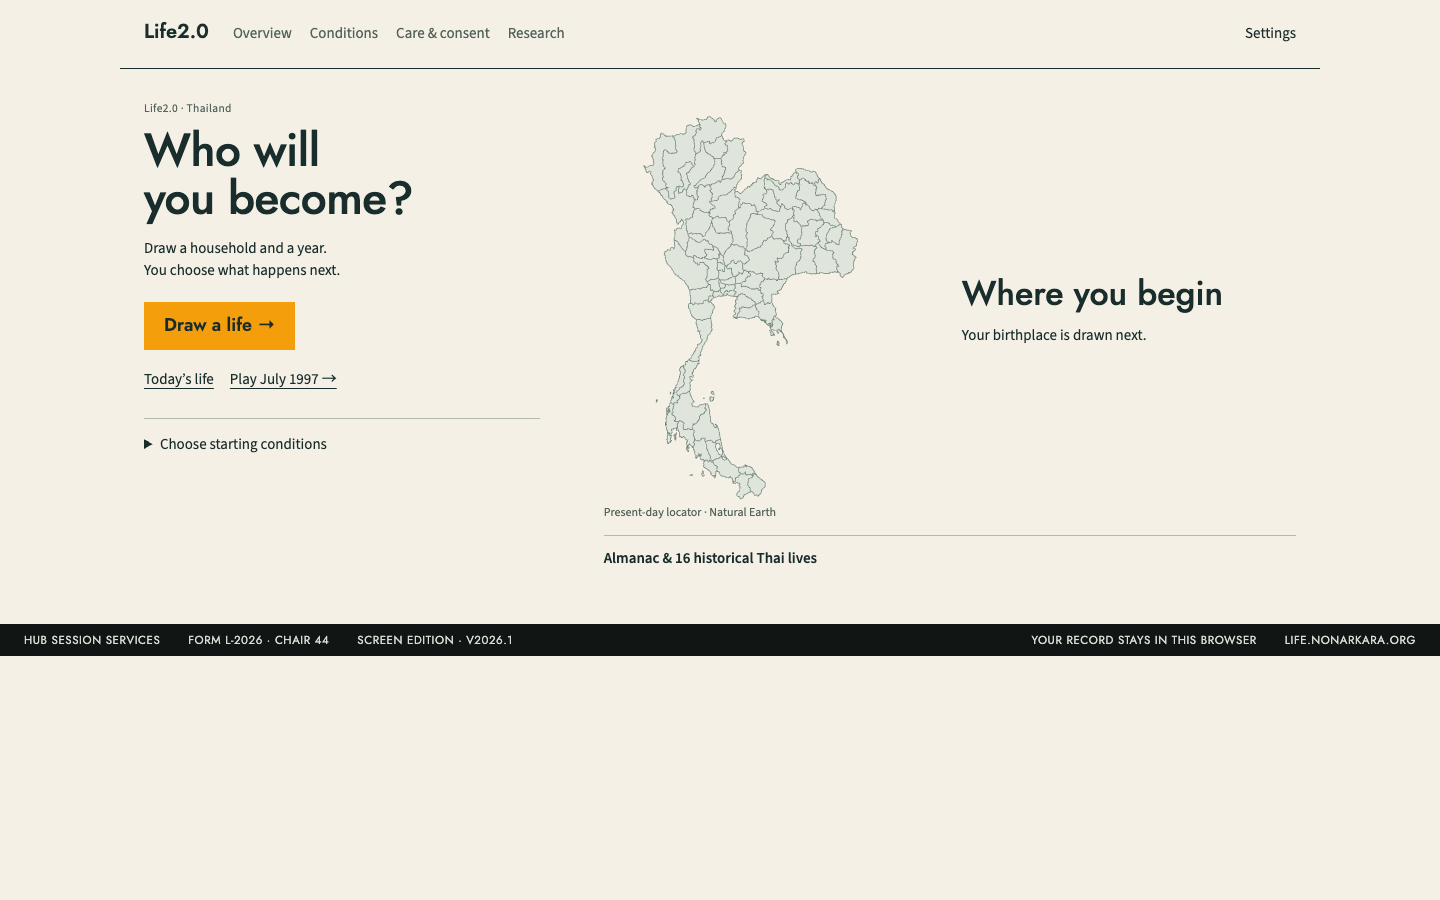 Life2.0
Overview
Conditions
Care & consent
Research
Settings
Life2.0 · Thailand
Who will
you become?
Draw a household and a year.
You choose what happens next.
Draw a life →
Today’s life
Play July 1997 →
▶ Choose starting conditions
Where you begin
Your birthplace is drawn next.
Present-day locator · Natural Earth
Almanac & 16 historical Thai lives
HUB SESSION SERVICES
FORM L-2026 · CHAIR 44
SCREEN EDITION · V2026.1
YOUR RECORD STAYS IN THIS BROWSER
LIFE.NONARKARA.ORG